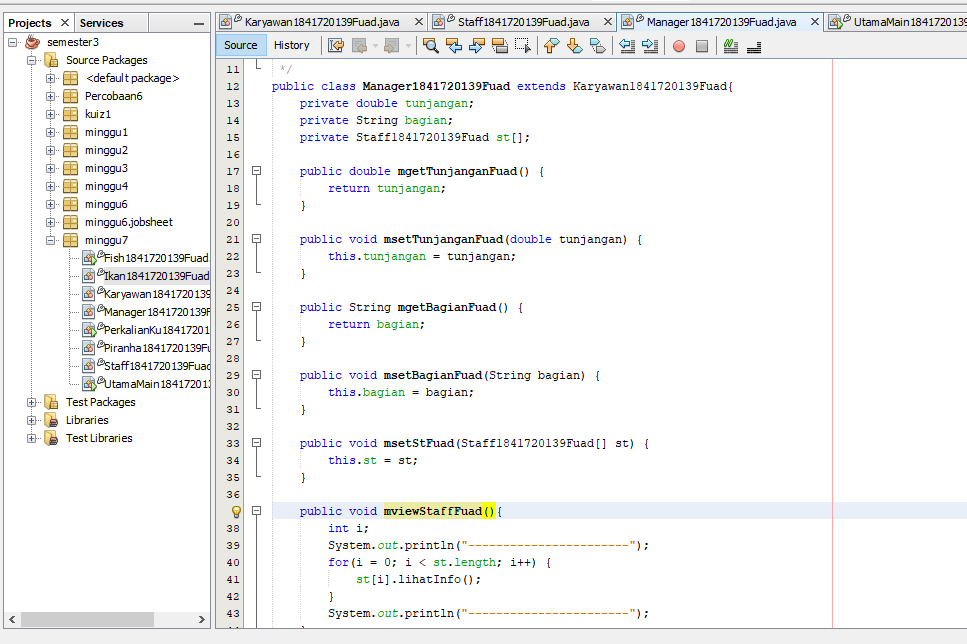 Projects × Services
Karyawan1841720139Fuad.java Staff1841720139Fuad.java Manager1841720139Fuad.java UtamaMain18417201395
Source History
semester3
Source Packages
<default package>
Percobaan6
kuiz1
minggu1
minggu2
minggu3
minggu4
minggu6
minggu6.jobsheet
minggu7
Fish1841720139Fuad.
Ikan1841720139Fuad
Karyawan1841720139
Manager1841720139F
PerkalianKu18417201
Piranha1841720139Fu
Staff1841720139Fuad
UtamaMain18417201
Test Packages
Libraries
Test Libraries
11 */
12 public class Manager1841720139Fuad extends Karyawan1841720139Fuad{
13 private double tunjangan;
14 private String bagian;
15 private Staff1841720139Fuad st[];
16
17 public double mgetTunjanganFuad() {
18 return tunjangan;
19 }
20
21 public void msetTunjanganFuad(double tunjangan) {
22 this.tunjangan = tunjangan;
23 }
24
25 public String mgetBagianFuad() {
26 return bagian;
27 }
28
29 public void msetBagianFuad(String bagian) {
30 this.bagian = bagian;
31 }
32
33 public void msetStFuad(Staff1841720139Fuad[] st) {
34 this.st = st;
35 }
36
public void mviewStaffFuad(){
38 int i;
39 System.out.println("-----------------------");
40 for(i = 0; i < st.length; i++) {
41 st[i].lihatInfo();
42 }
43 System.out.println("-----------------------");